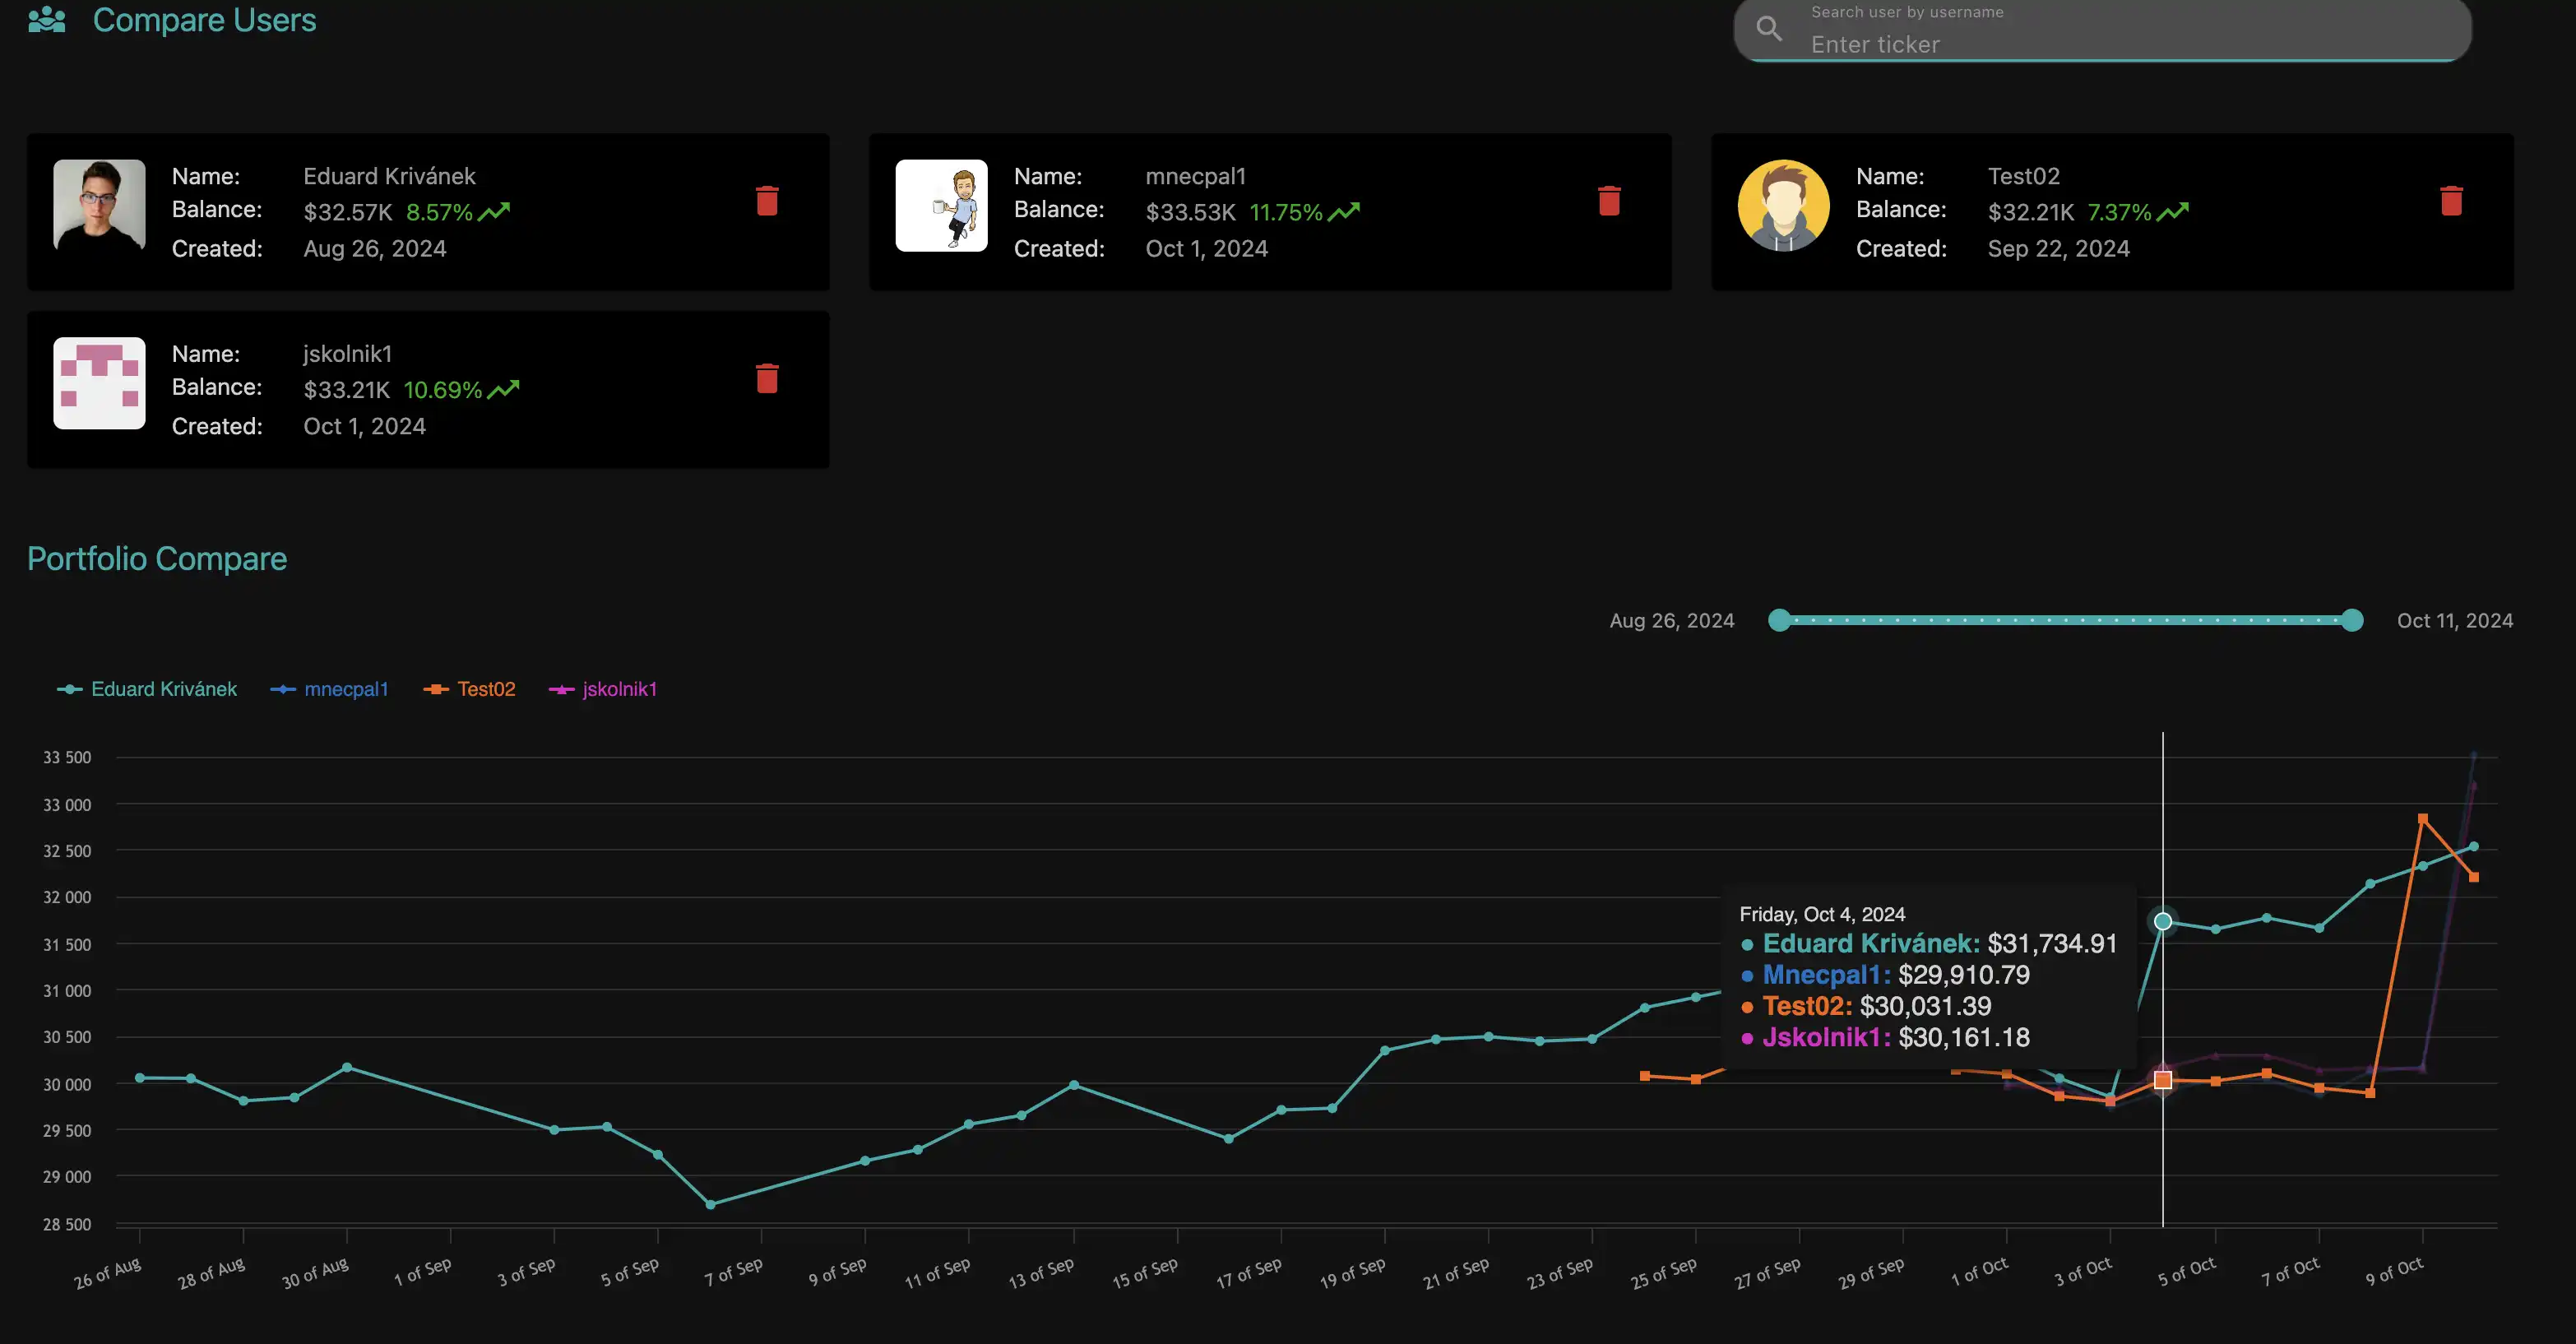 Compare Users
Search user by username
Enter ticker
Name: Eduard Krivánek
Balance: $32.57K 8.57%
Created: Aug 26, 2024
Name: mnecpal1
Balance: $33.53K 11.75%
Created: Oct 1, 2024
Name: Test02
Balance: $32.21K 7.37%
Created: Sep 22, 2024
Name: jskolnik1
Balance: $33.21K 10.69%
Created: Oct 1, 2024
Portfolio Compare
Aug 26, 2024
Oct 11, 2024
Eduard Krivánek mnecpal1 Test02 jskolnik1
33 500
33 000
32 500
32 000
31 500
31 000
30 500
30 000
29 500
29 000
28 500
Friday, Oct 4, 2024
Eduard Krivánek: $31,734.91
Mnecpal1: $29,910.79
Test02: $30,031.39
Jskolnik1: $30,161.18
26 of Aug 28 of Aug 30 of Aug 1 of Sep 3 of Sep 5 of Sep 7 of Sep 9 of Sep 11 of Sep 13 of Sep 15 of Sep 17 of Sep 19 of Sep 21 of Sep 23 of Sep 25 of Sep 27 of Sep 29 of Sep 1 of Oct 3 of Oct 5 of Oct 7 of Oct 9 of Oct